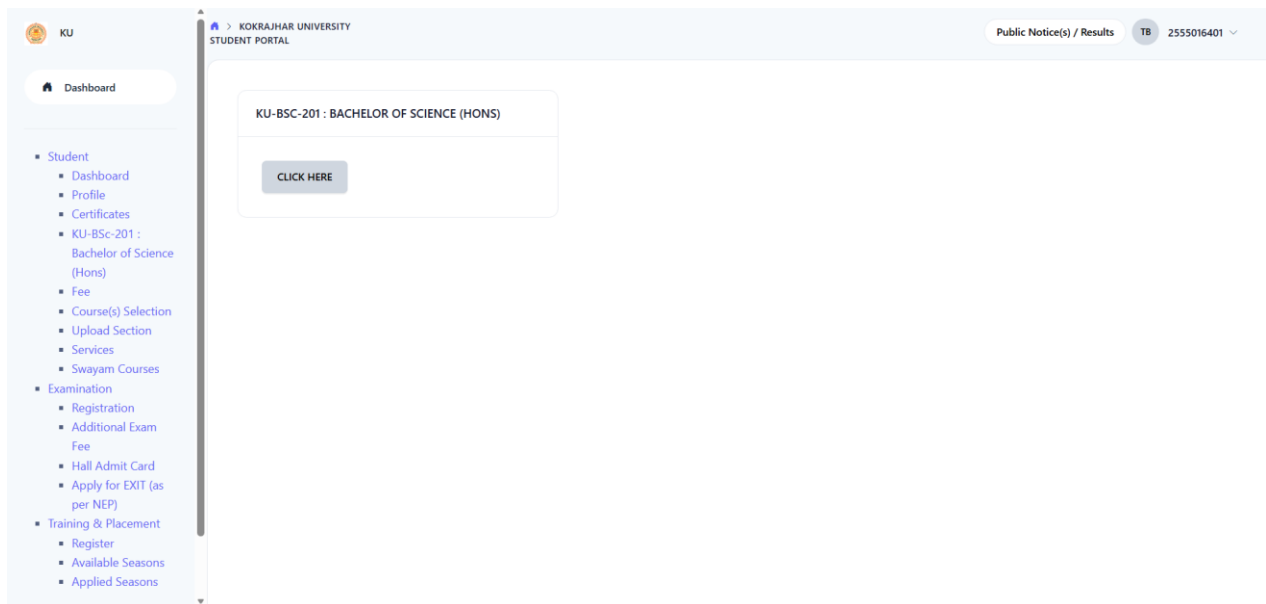 KU
> KOKRAJHAR UNIVERSITY
STUDENT PORTAL
Public Notice(s) / Results
TB
2555016401
Dashboard
Student
Dashboard
Profile
Certificates
KU-BSc-201 :
Bachelor of Science
(Hons)
Fee
Course(s) Selection
Upload Section
Services
Swayam Courses
Examination
Registration
Additional Exam
Fee
Hall Admit Card
Apply for EXIT (as
per NEP)
Training & Placement
Register
Available Seasons
Applied Seasons
KU-BSC-201 : BACHELOR OF SCIENCE (HONS)
CLICK HERE